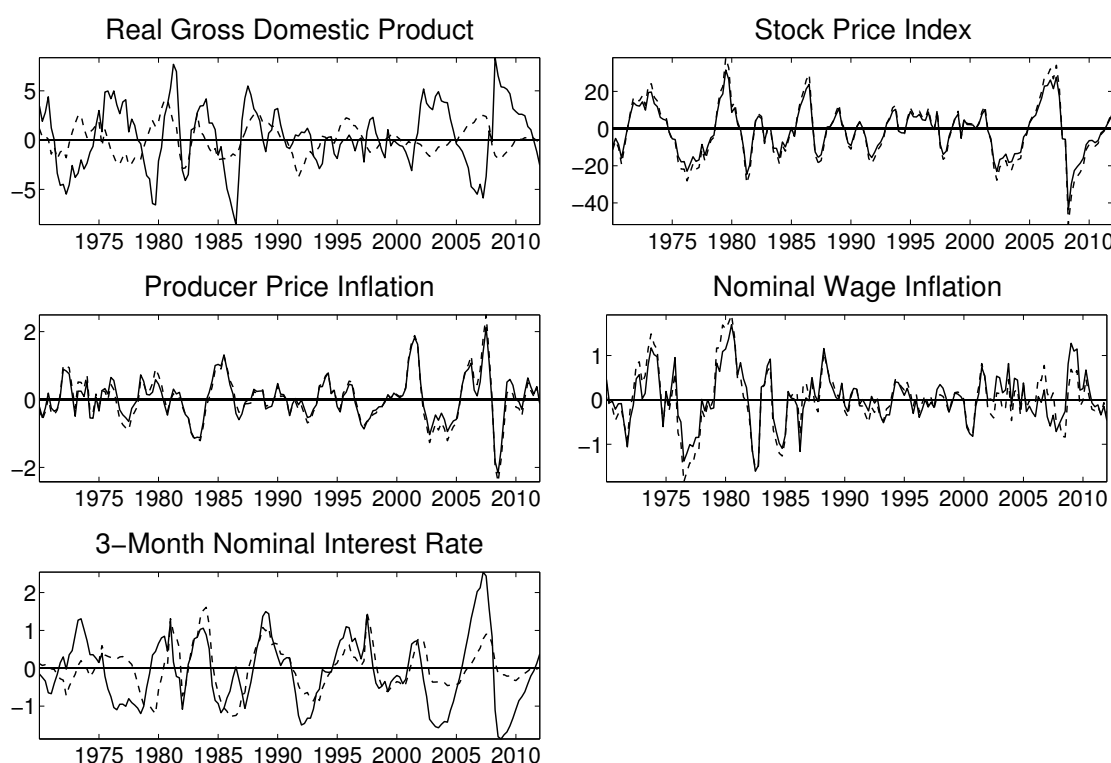 Real Gross Domestic Product
5
0
−5
1975 1980 1985 1990 1995 2000 2005 2010
Stock Price Index
20
0
−20
−40
1975 1980 1985 1990 1995 2000 2005 2010
Producer Price Inflation
2
0
−2
1975 1980 1985 1990 1995 2000 2005 2010
Nominal Wage Inflation
1
0
−1
1975 1980 1985 1990 1995 2000 2005 2010
3−Month Nominal Interest Rate
2
1
0
−1
1975 1980 1985 1990 1995 2000 2005 2010